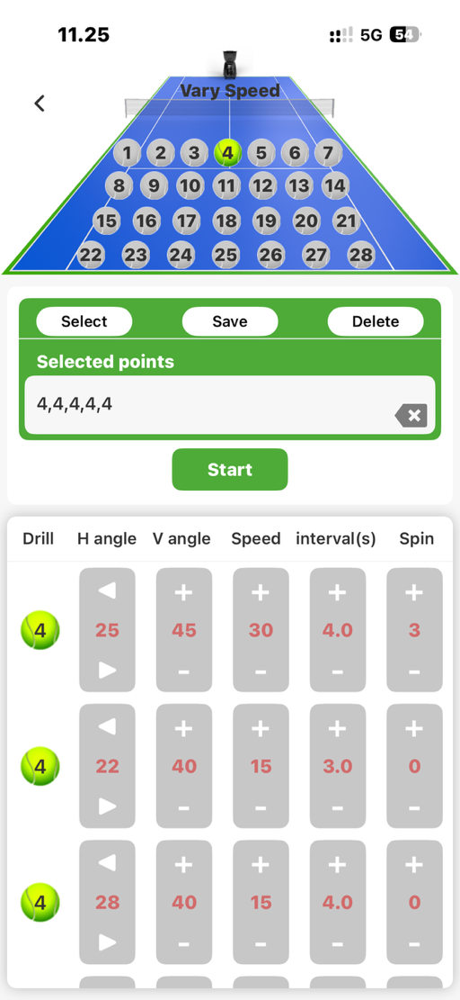 11.25 5G 54
Vary Speed
1 2 3 4 5 6 7
8 9 10 11 12 13 14
15 16 17 18 19 20 21
22 23 24 25 26 27 28
Select Save Delete
Selected points
4,4,4,4,4
Start
Drill H angle V angle Speed interval(s) Spin
+ + + +
4 25 45 30 4.0 3
- - - -
+ + + +
4 22 40 15 3.0 0
- - - -
+ + + +
4 28 40 15 4.0 0
- - - -